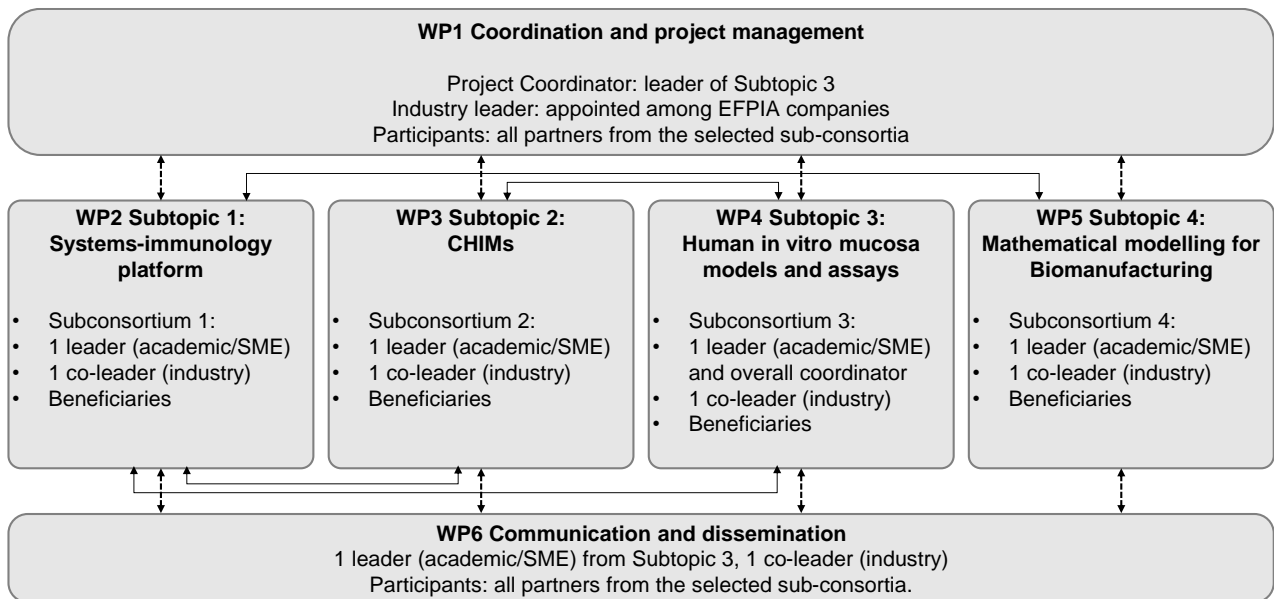 WP1 Coordination and project management
Project Coordinator: leader of Subtopic 3
Industry leader: appointed among EFPIA companies
Participants: all partners from the selected sub-consortia
WP2 Subtopic 1:
Systems-immunology
platform
• Subconsortium 1:
• 1 leader (academic/SME)
• 1 co-leader (industry)
• Beneficiaries
WP3 Subtopic 2:
CHIMs
• Subconsortium 2:
• 1 leader (academic/SME)
• 1 co-leader (industry)
• Beneficiaries
WP4 Subtopic 3:
Human in vitro mucosa
models and assays
• Subconsortium 3:
• 1 leader (academic/SME)
and overall coordinator
• 1 co-leader (industry)
• Beneficiaries
WP5 Subtopic 4:
Mathematical modelling for
Biomanufacturing
• Subconsortium 4:
• 1 leader (academic/SME)
• 1 co-leader (industry)
• Beneficiaries
WP6 Communication and dissemination
1 leader (academic/SME) from Subtopic 3, 1 co-leader (industry)
Participants: all partners from the selected sub-consortia.